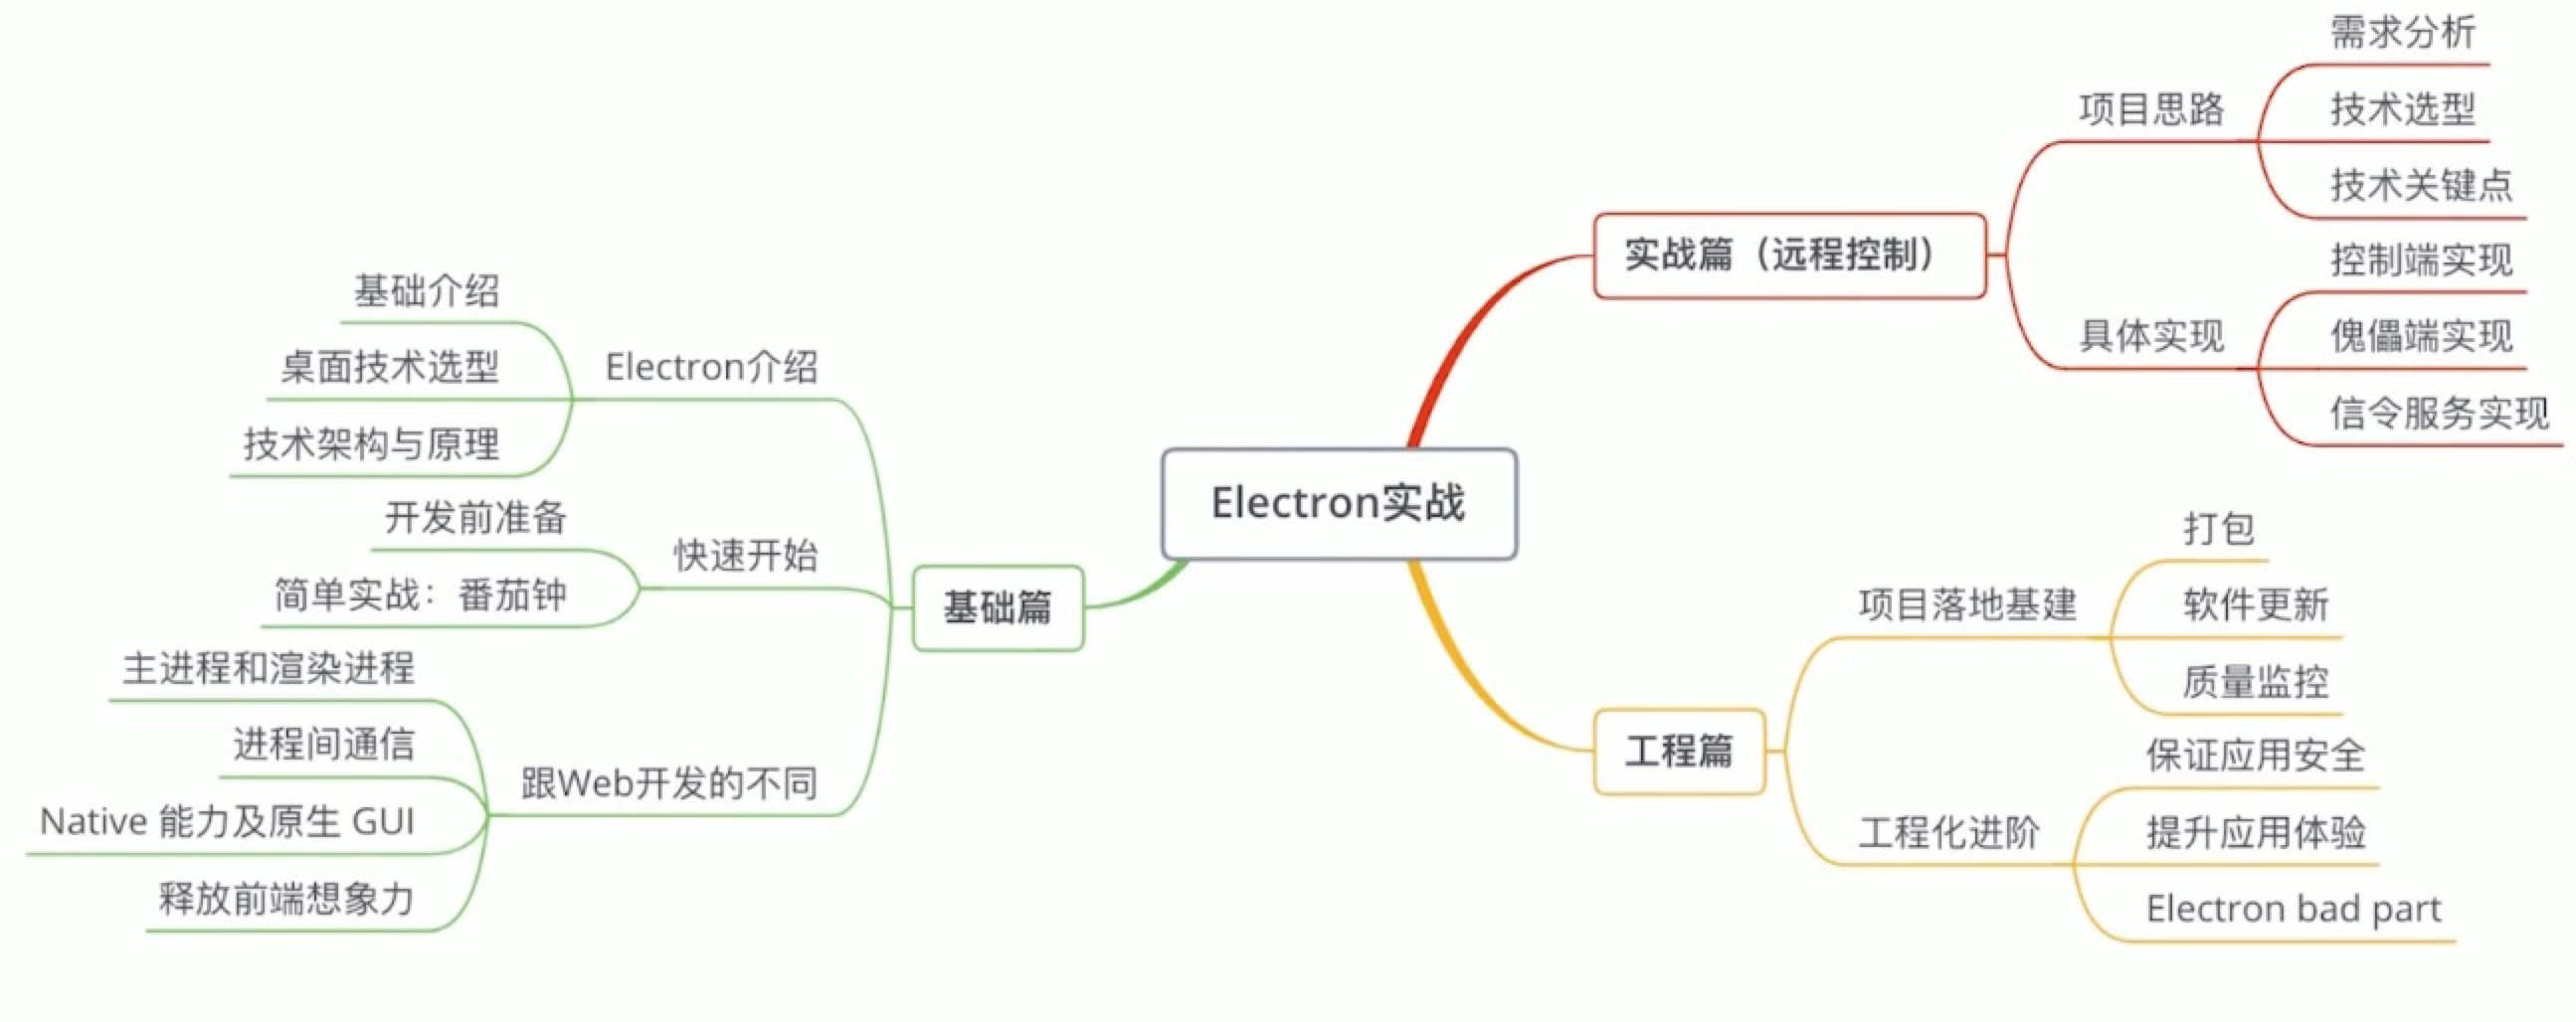 Electron实战
基础篇
Electron介绍
基础介绍
桌面技术选型
技术架构与原理
快速开始
开发前准备
简单实战：番茄钟
跟Web开发的不同
主进程和渲染进程
进程间通信
Native 能力及原生 GUI
释放前端想象力
实战篇（远程控制）
项目思路
需求分析
技术选型
技术关键点
具体实现
控制端实现
傀儡端实现
信令服务实现
工程篇
项目落地基建
打包
软件更新
质量监控
工程化进阶
保证应用安全
提升应用体验
Electron bad part